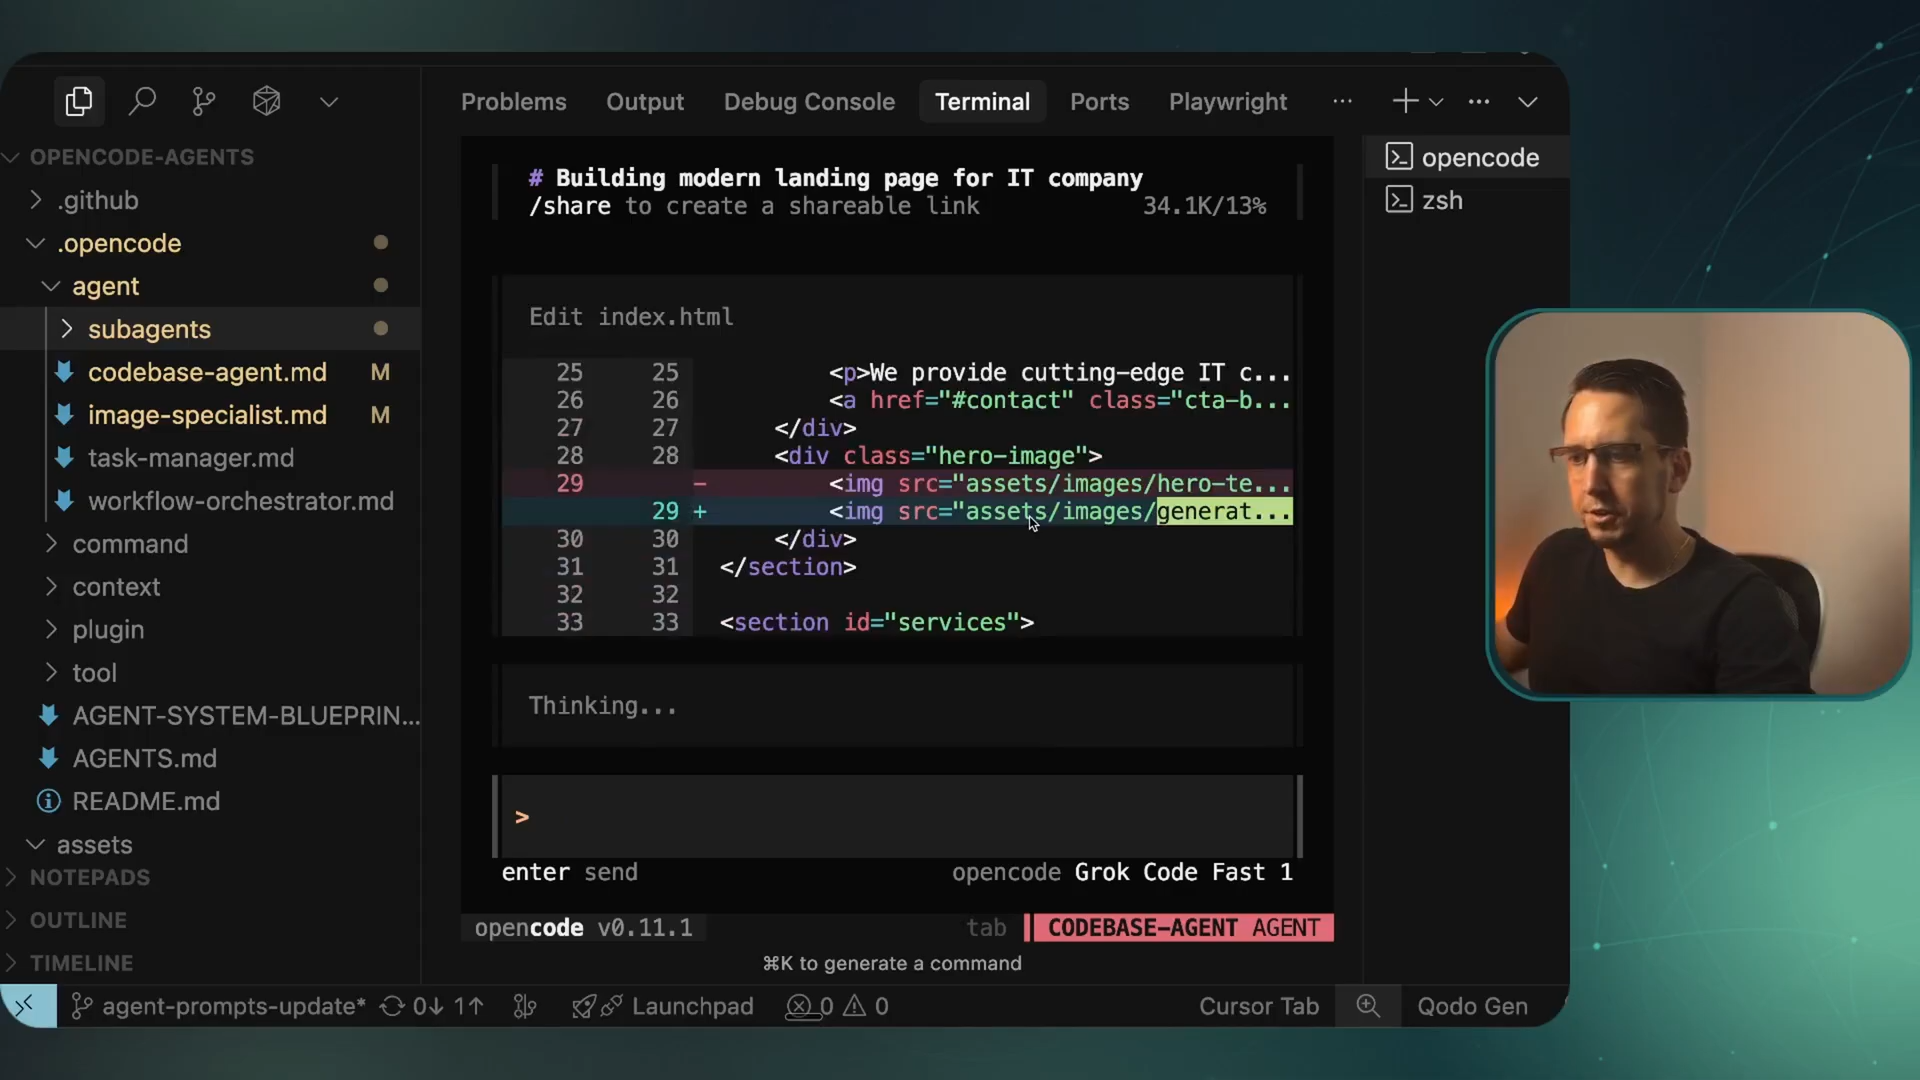 OPENCODE-AGENTS
.github
.opencode
agent
subagents
codebase-agent.md M
image-specialist.md M
task-manager.md
workflow-orchestrator.md
command
context
plugin
tool
AGENT-SYSTEM-BLUEPRIN...
AGENTS.md
README.md
assets
NOTEPADS
OUTLINE
TIMELINE
Problems Output Debug Console Terminal Ports Playwright
# Building modern landing page for IT company
/share to create a shareable link 34.1K/13%
Edit index.html
25 25 <p>We provide cutting-edge IT c...
26 26 <a href="#contact" class="cta-b...
27 27 </div>
28 28 <div class="hero-image">
29 - <img src="assets/images/hero-te...
29 + <img src="assets/images/generat...
30 30 </div>
31 31 </section>
32 32
33 33 <section id="services">
Thinking...
>
enter send opencode Grok Code Fast 1
opencode v0.11.1 tab CODEBASE-AGENT AGENT
⌘K to generate a command
opencode
zsh
agent-prompts-update* 0↓ 1↑ Launchpad 0 0 Cursor Tab Qodo Gen